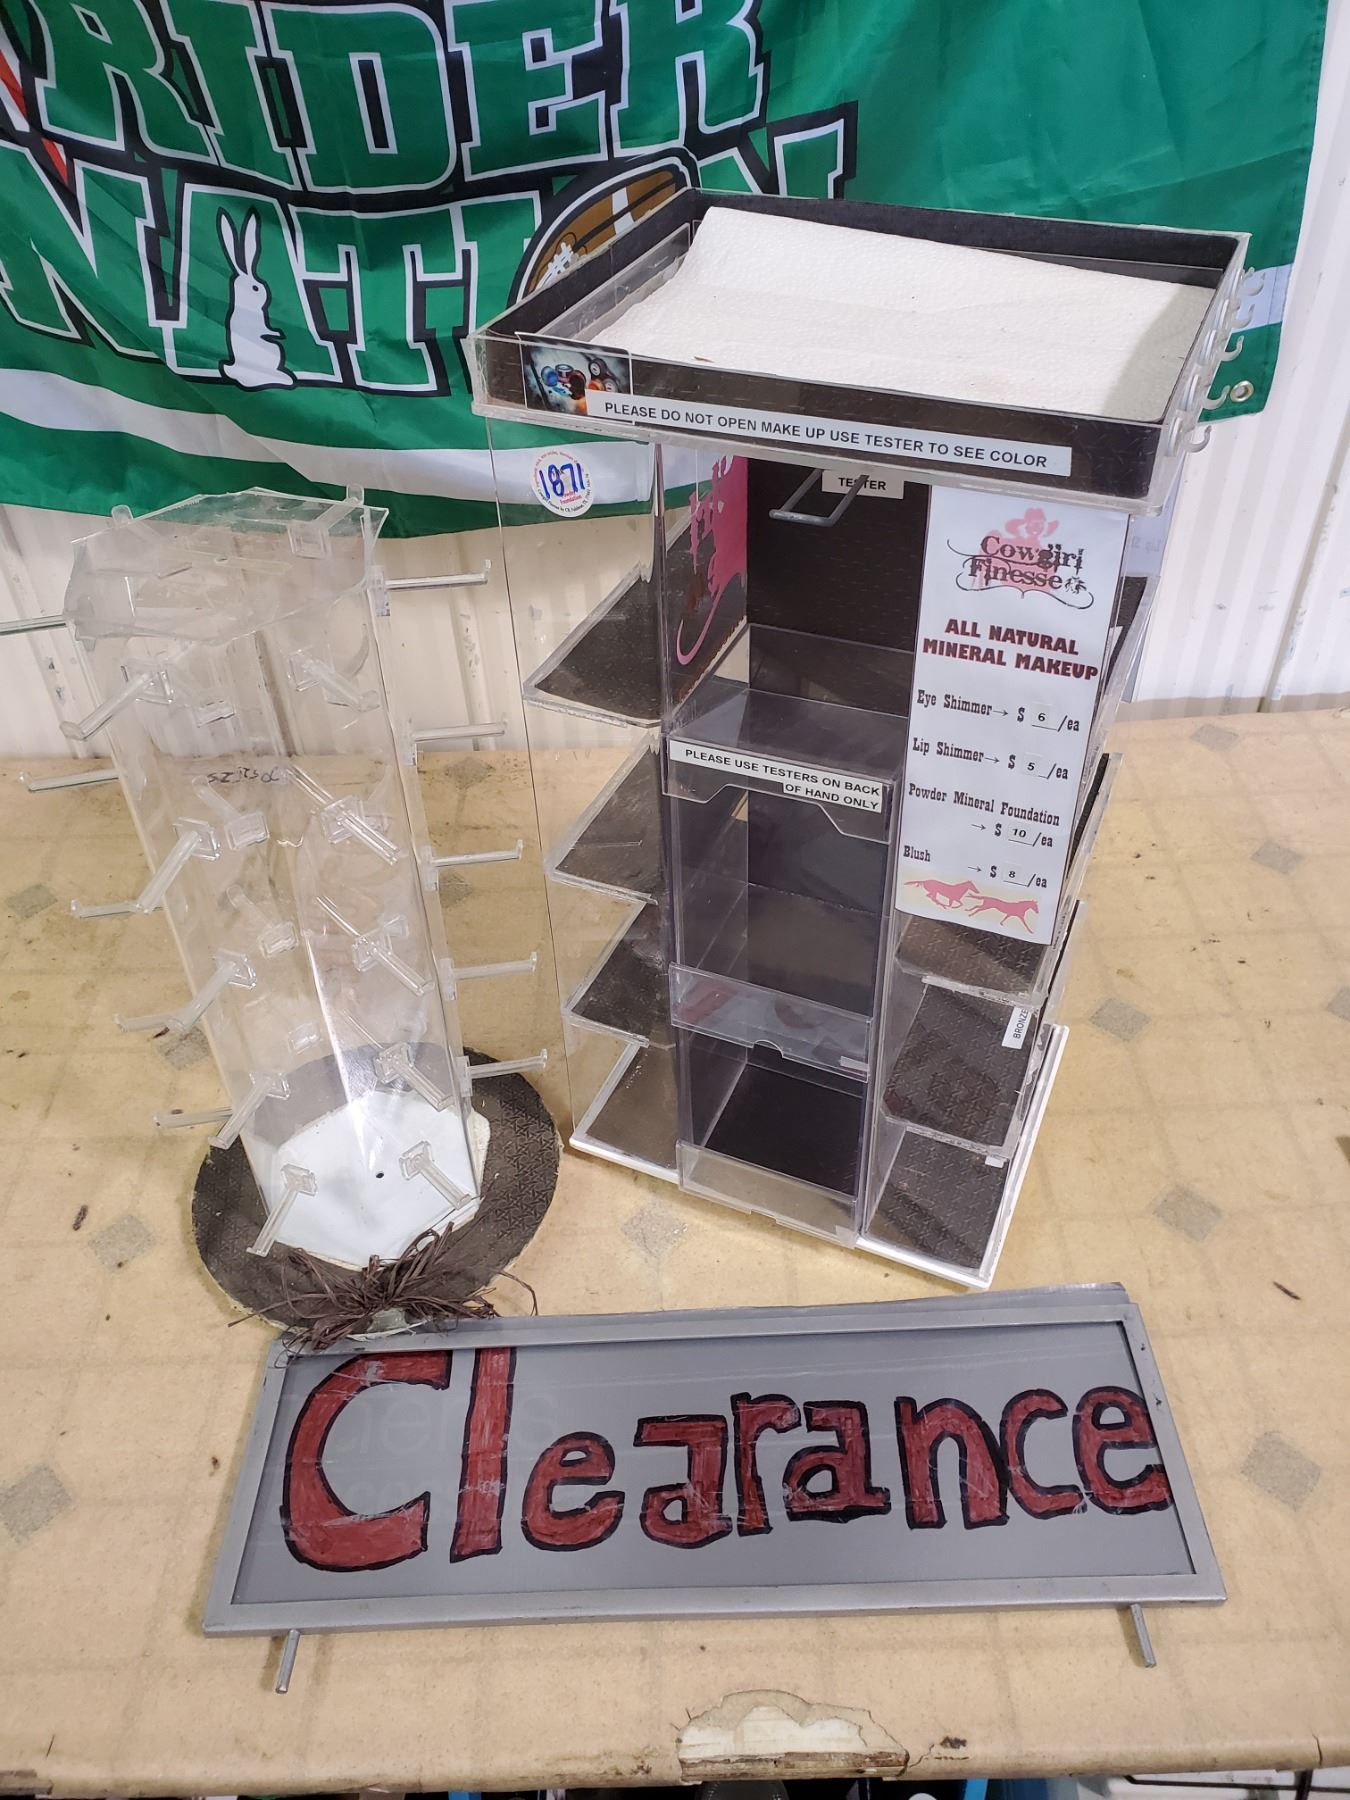 RIDER
NATION
PLEASE DO NOT OPEN MAKE UP USE TESTER TO SEE COLOR
1871
TESTER
Cowgirl
Finesse
ALL NATURAL
MINERAL MAKEUP
Eye Shimmer→ $ 6 /ea
Lip Shimmer→ $ 5 /ea
Powder Mineral Foundation
→ $ 10 /ea
Blush
→ $ 8 /ea
PLEASE USE TESTERS ON BACK
OF HAND ONLY
BRONZE
Clearance